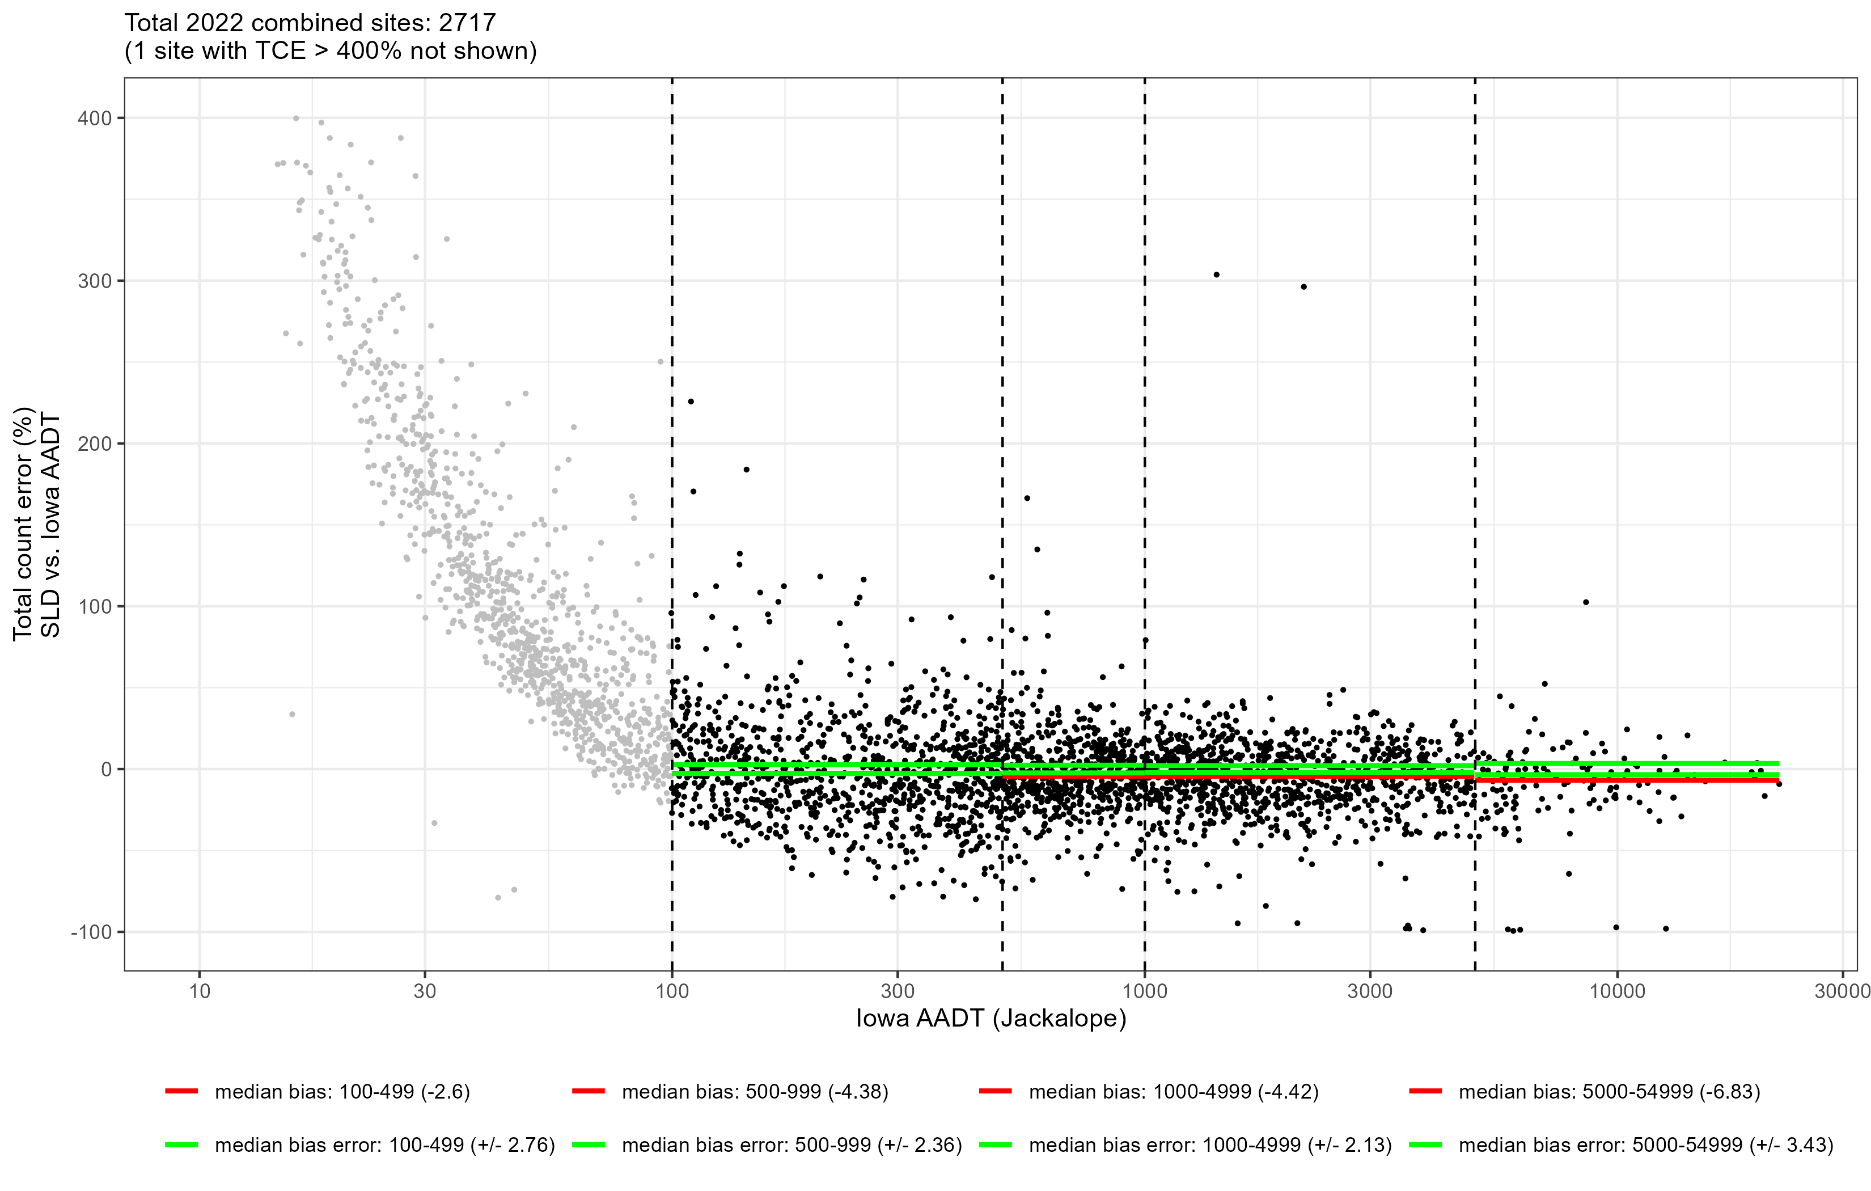 Total 2022 combined sites: 2717
(1 site with TCE > 400% not shown)
Total count error (%)
SLD vs. Iowa AADT
400
300
200
100
0
-100
10
30
100
300
1000
3000
10000
30000
Iowa AADT (Jackalope)
median bias: 100-499 (-2.6)
median bias: 500-999 (-4.38)
median bias: 1000-4999 (-4.42)
median bias: 5000-54999 (-6.83)
median bias error: 100-499 (+/- 2.76)
median bias error: 500-999 (+/- 2.36)
median bias error: 1000-4999 (+/- 2.13)
median bias error: 5000-54999 (+/- 3.43)